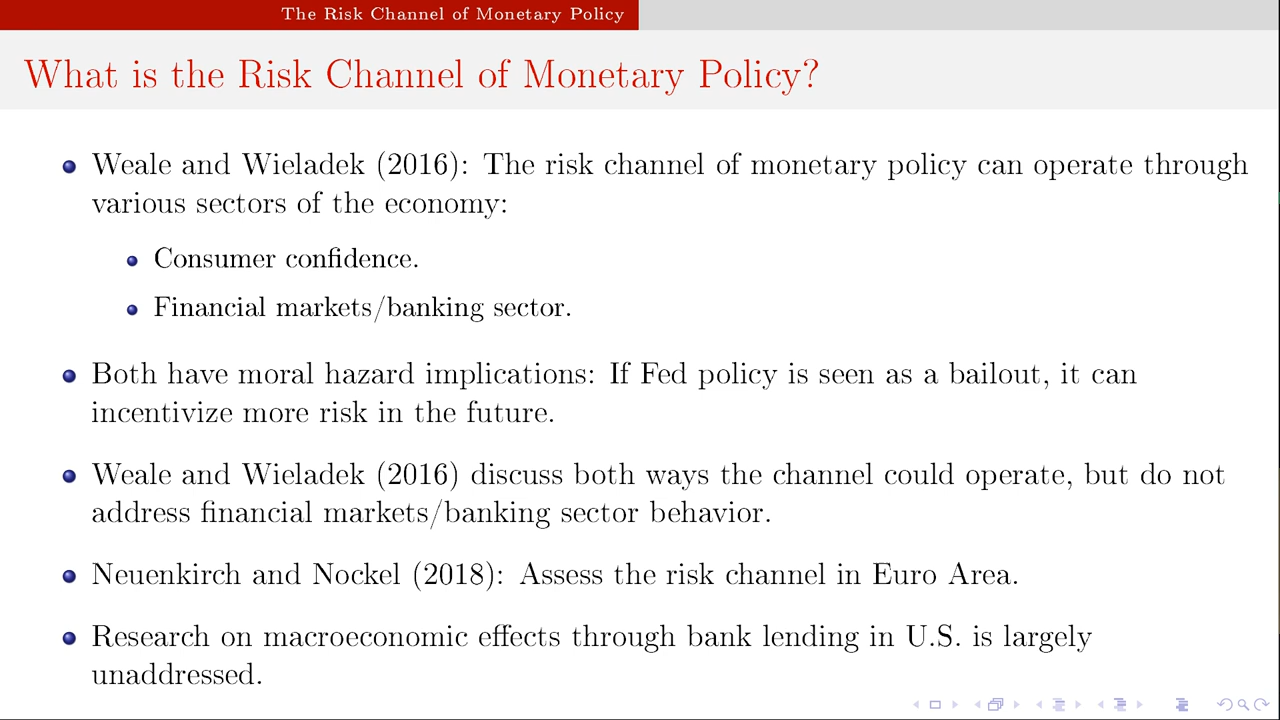 The Risk Channel of Monetary Policy
What is the Risk Channel of Monetary Policy?
Weale and Wieladek (2016): The risk channel of monetary policy can operate through
various sectors of the economy:
Consumer confidence.
Financial markets/banking sector.
Both have moral hazard implications: If Fed policy is seen as a bailout, it can
incentivize more risk in the future.
Weale and Wieladek (2016) discuss both ways the channel could operate, but do not
address financial markets/banking sector behavior.
Neuenkirch and Nockel (2018): Assess the risk channel in Euro Area.
Research on macroeconomic effects through bank lending in U.S. is largely
unaddressed.